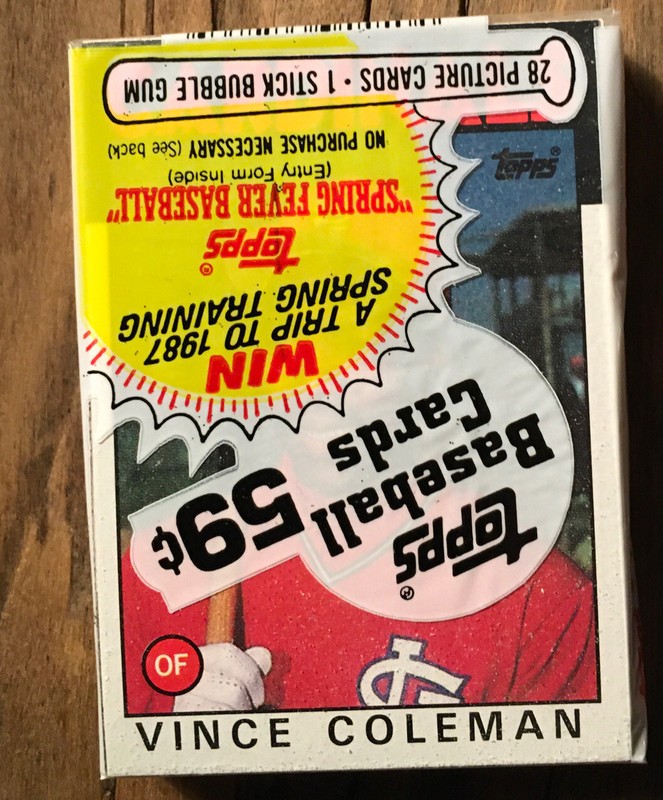 28 PICTURE CARDS • 1 STICK BUBBLE GUM
NO PURCHASE NECESSARY (See back)
(Entry Form Inside)
"SPRING FEVER BASEBALL"
topps®
A TRIP TO 1987
SPRING TRAINING
WIN
topps®
Baseball
Cards
59¢
topps®
OF
VINCE COLEMAN